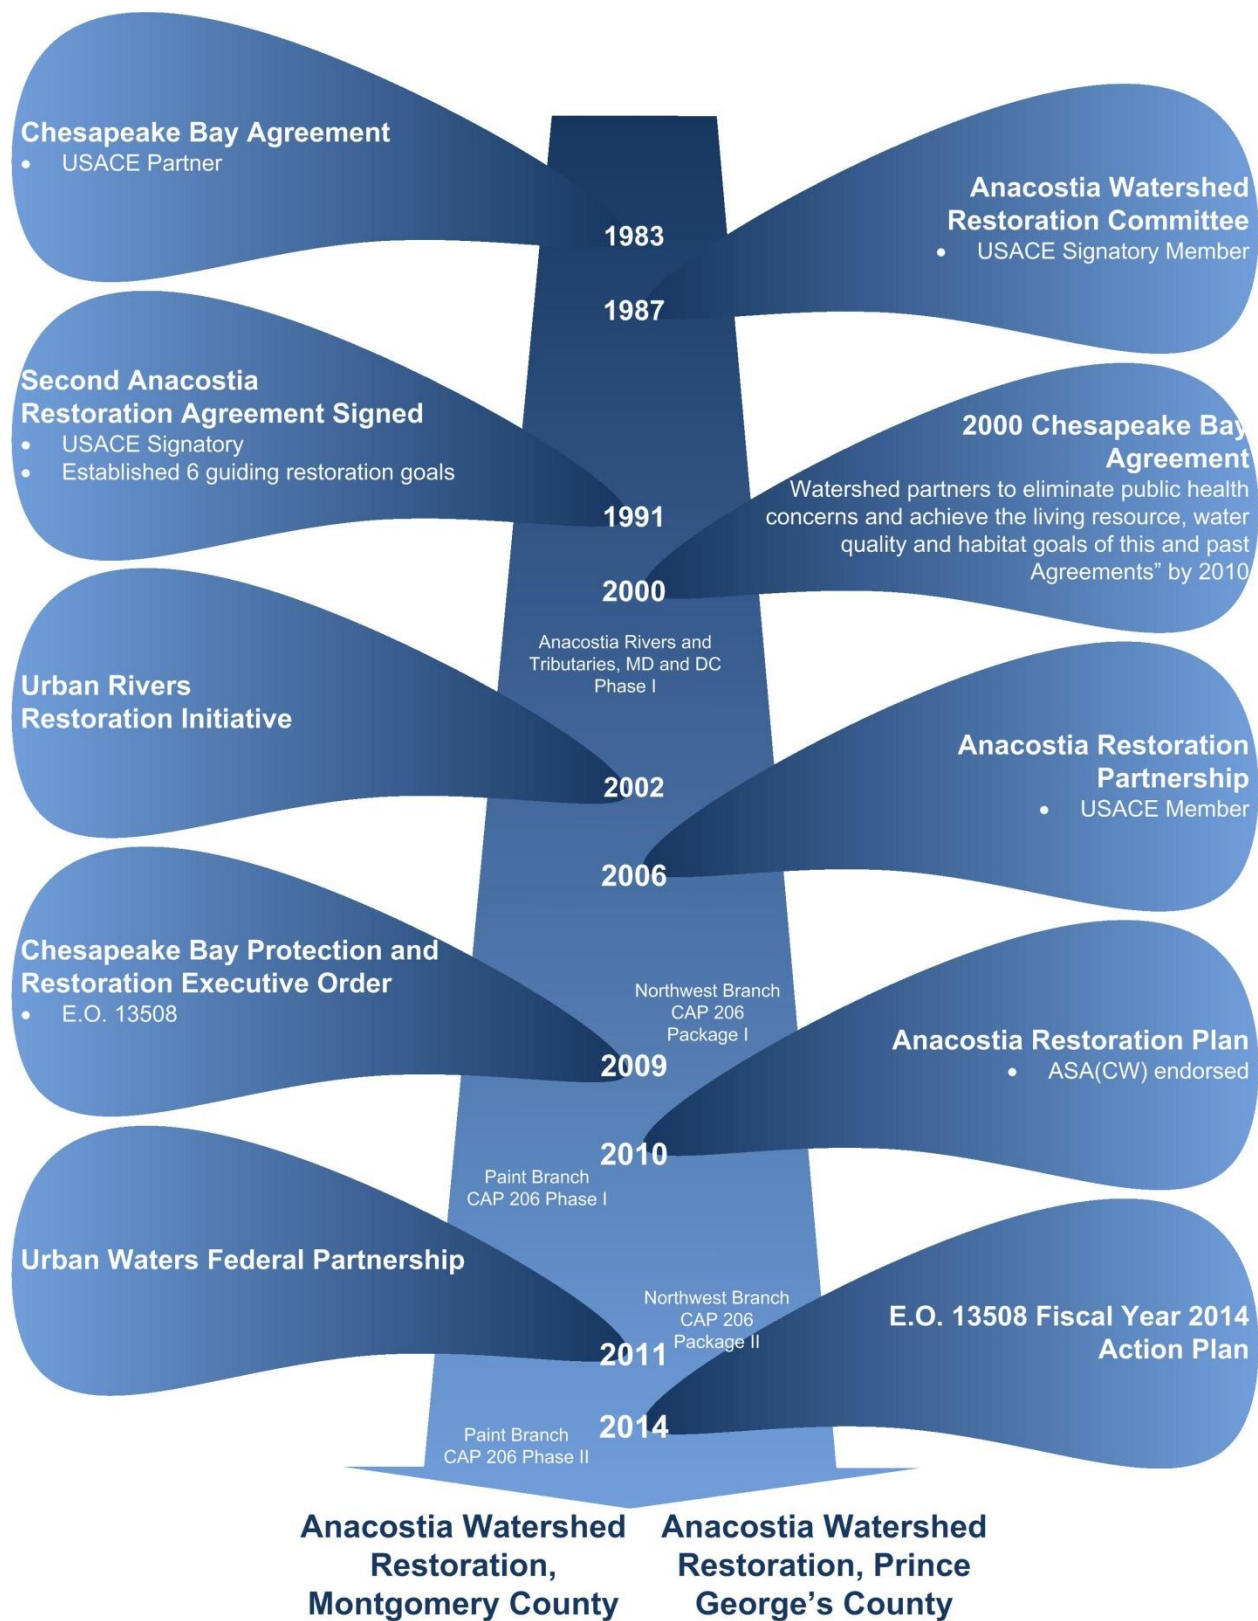 Chesapeake Bay Agreement
• USACE Partner
1983
Anacostia Watershed
Restoration Committee
• USACE Signatory Member
1987
Second Anacostia
Restoration Agreement Signed
• USACE Signatory
• Established 6 guiding restoration goals
1991
2000 Chesapeake Bay
Agreement
Watershed partners to eliminate public health
concerns and achieve the living resource, water
quality and habitat goals of this and past
Agreements” by 2010
2000
Anacostia Rivers and
Tributaries, MD and DC
Phase I
Urban Rivers
Restoration Initiative
2002
Anacostia Restoration
Partnership
• USACE Member
2006
Chesapeake Bay Protection and
Restoration Executive Order
• E.O. 13508
Northwest Branch
CAP 206
Package I
2009
Anacostia Restoration Plan
• ASA(CW) endorsed
2010
Paint Branch
CAP 206 Phase I
Urban Waters Federal Partnership
Northwest Branch
CAP 206
Package II
2011
E.O. 13508 Fiscal Year 2014
Action Plan
2014
Paint Branch
CAP 206 Phase II
Anacostia Watershed
Restoration,
Montgomery County
Anacostia Watershed
Restoration, Prince
George’s County